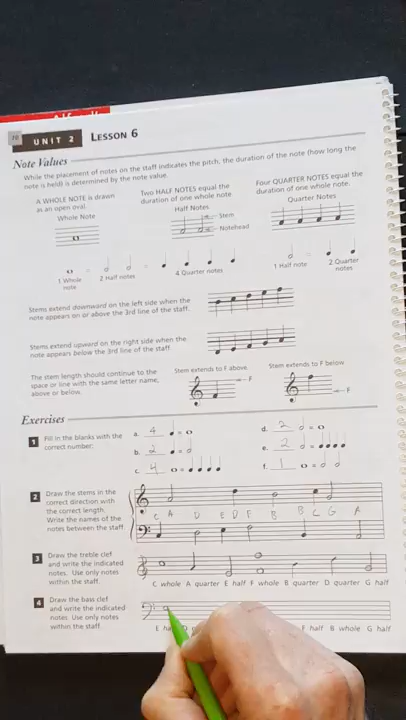 10 UNIT 2 LESSON 6
Note Values
While the placement of notes on the staff indicates the pitch, the duration of the note (how long the
note is held) is determined by the note value.
A WHOLE NOTE is drawn
as an open oval.
Whole Note
Two HALF NOTES equal the
duration of one whole note.
Half Notes
Stem
Notehead
Four QUARTER NOTES equal the
duration of one whole note.
Quarter Notes
1 Whole
note
=
2 Half notes
=
4 Quarter notes
1 Half note
=
2 Quarter
notes
Stems extend downward on the left side when the
note appears on or above the 3rd line of the staff.
Stems extend upward on the right side when the
note appears below the 3rd line of the staff.
The stem length should continue to the
space or line with the same letter name,
above or below.
Stem extends to F above.
F
Stem extends to F below.
F
Exercises
1 Fill in the blanks with the
correct number.
a. 4 =
b. 2 =
c. 4 =
d. 2 =
e. 2 =
f. 1 =
2 Draw the stems in the
correct direction with
the correct length.
Write the names of the
notes between the staff.
C A D E D F B B C G A
3 Draw the treble clef
and write the indicated
notes. Use only notes
within the staff.
C whole A quarter E half F whole B quarter D quarter G half
4 Draw the bass clef
and write the indicated
notes. Use only notes
within the staff.
F half B whole G half